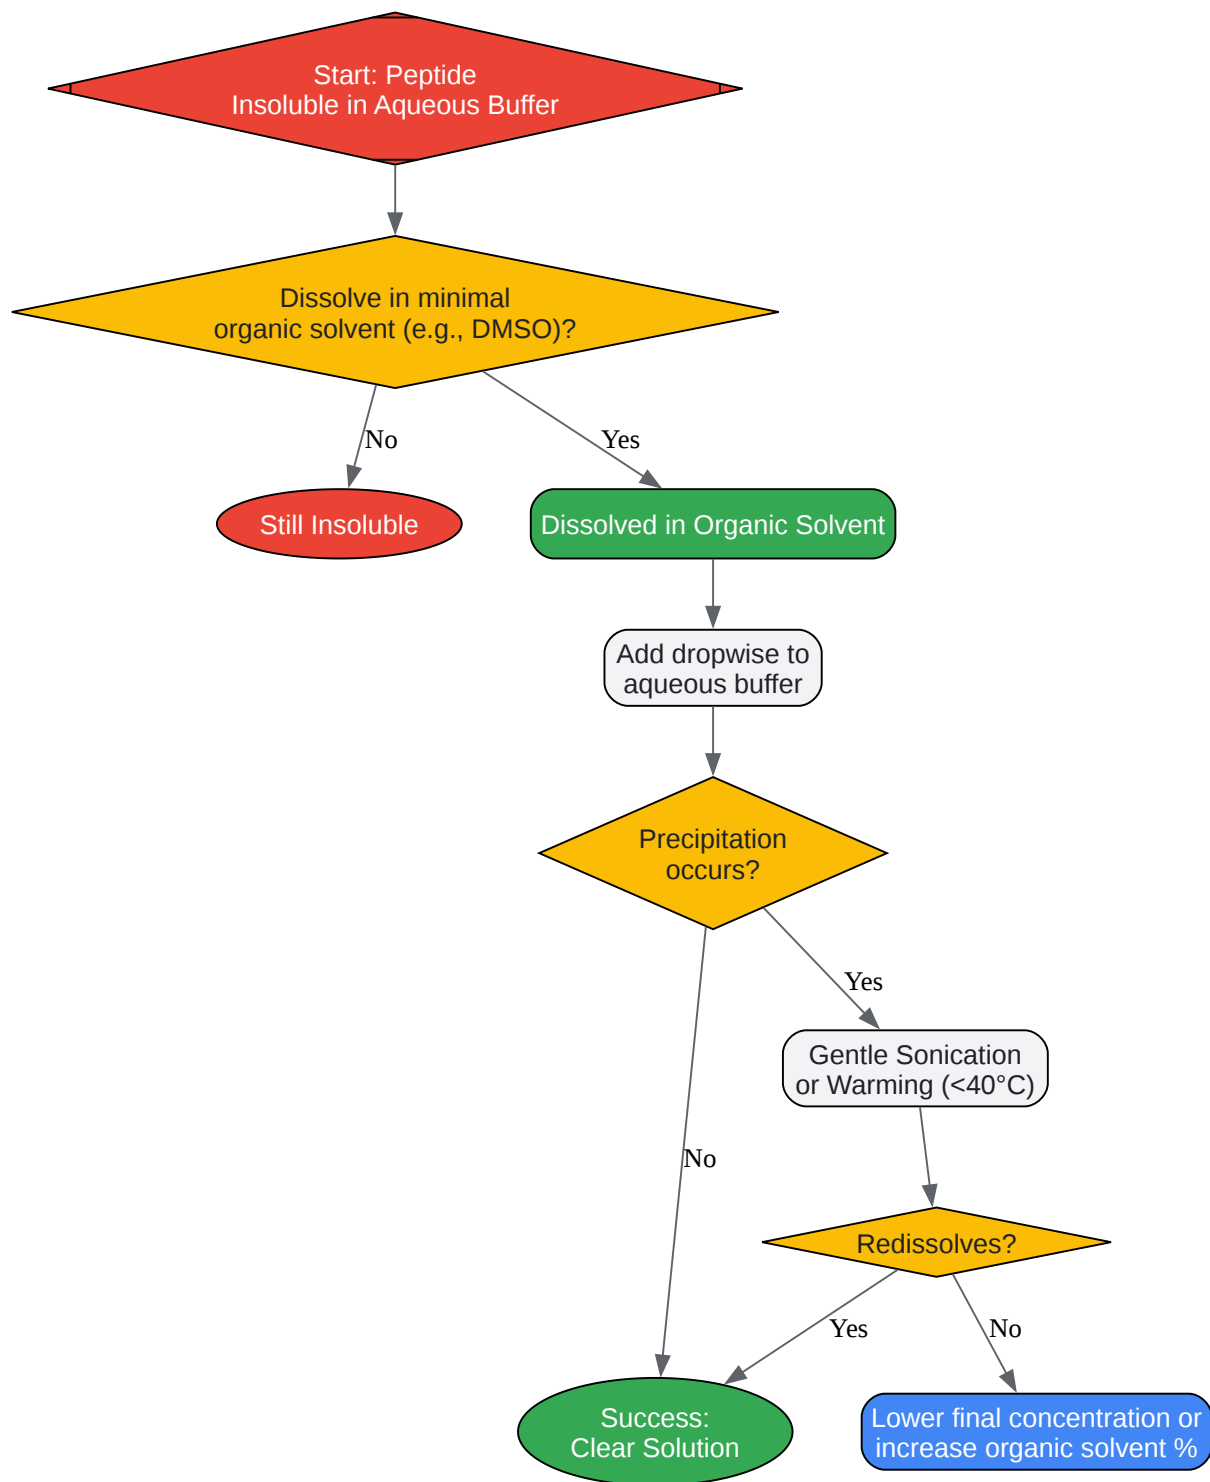 Start: Peptide
Insoluble in Aqueous Buffer
Dissolve in minimal
organic solvent (e.g., DMSO)?
No
Yes
Still Insoluble
Dissolved in Organic Solvent
Add dropwise to
aqueous buffer
Precipitation
occurs?
Yes
Gentle Sonication
or Warming (<40°C)
No
Redissolves?
Yes
No
Success:
Clear Solution
Lower final concentration or
increase organic solvent %